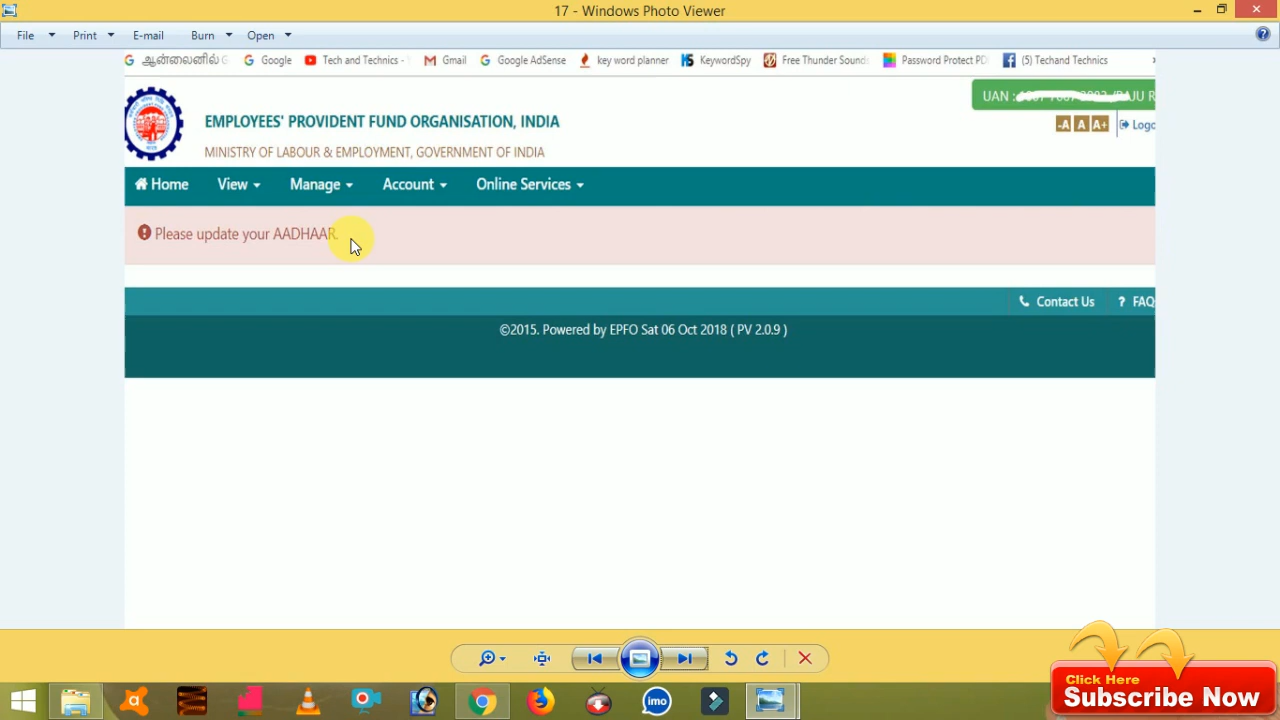 17 - Windows Photo Viewer
File Print E-mail Burn Open
ஆன்லைனில் G Google Tech and Technics - Gmail Google AdSense key word planner KeywordSpy Free Thunder Sound Password Protect PD (5) Techand Technics
UAN : /RAJU R
EMPLOYEES' PROVIDENT FUND ORGANISATION, INDIA
-A A A+ Logo
MINISTRY OF LABOUR & EMPLOYMENT, GOVERNMENT OF INDIA
Home View Manage Account Online Services
Please update your AADHAAR.
Contact Us ? FAQ
©2015. Powered by EPFO Sat 06 Oct 2018 ( PV 2.0.9 )
Click Here
Subscribe Now
imo